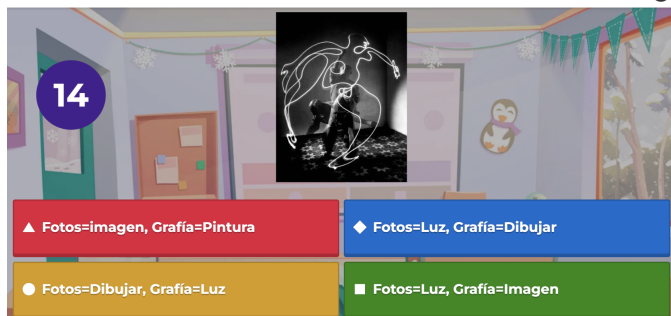 14
Fotos=imagen, Grafía=Pintura
Fotos=Luz, Grafía=Dibujar
Fotos=Dibujar, Grafía=Luz
Fotos=Luz, Grafía=Imagen